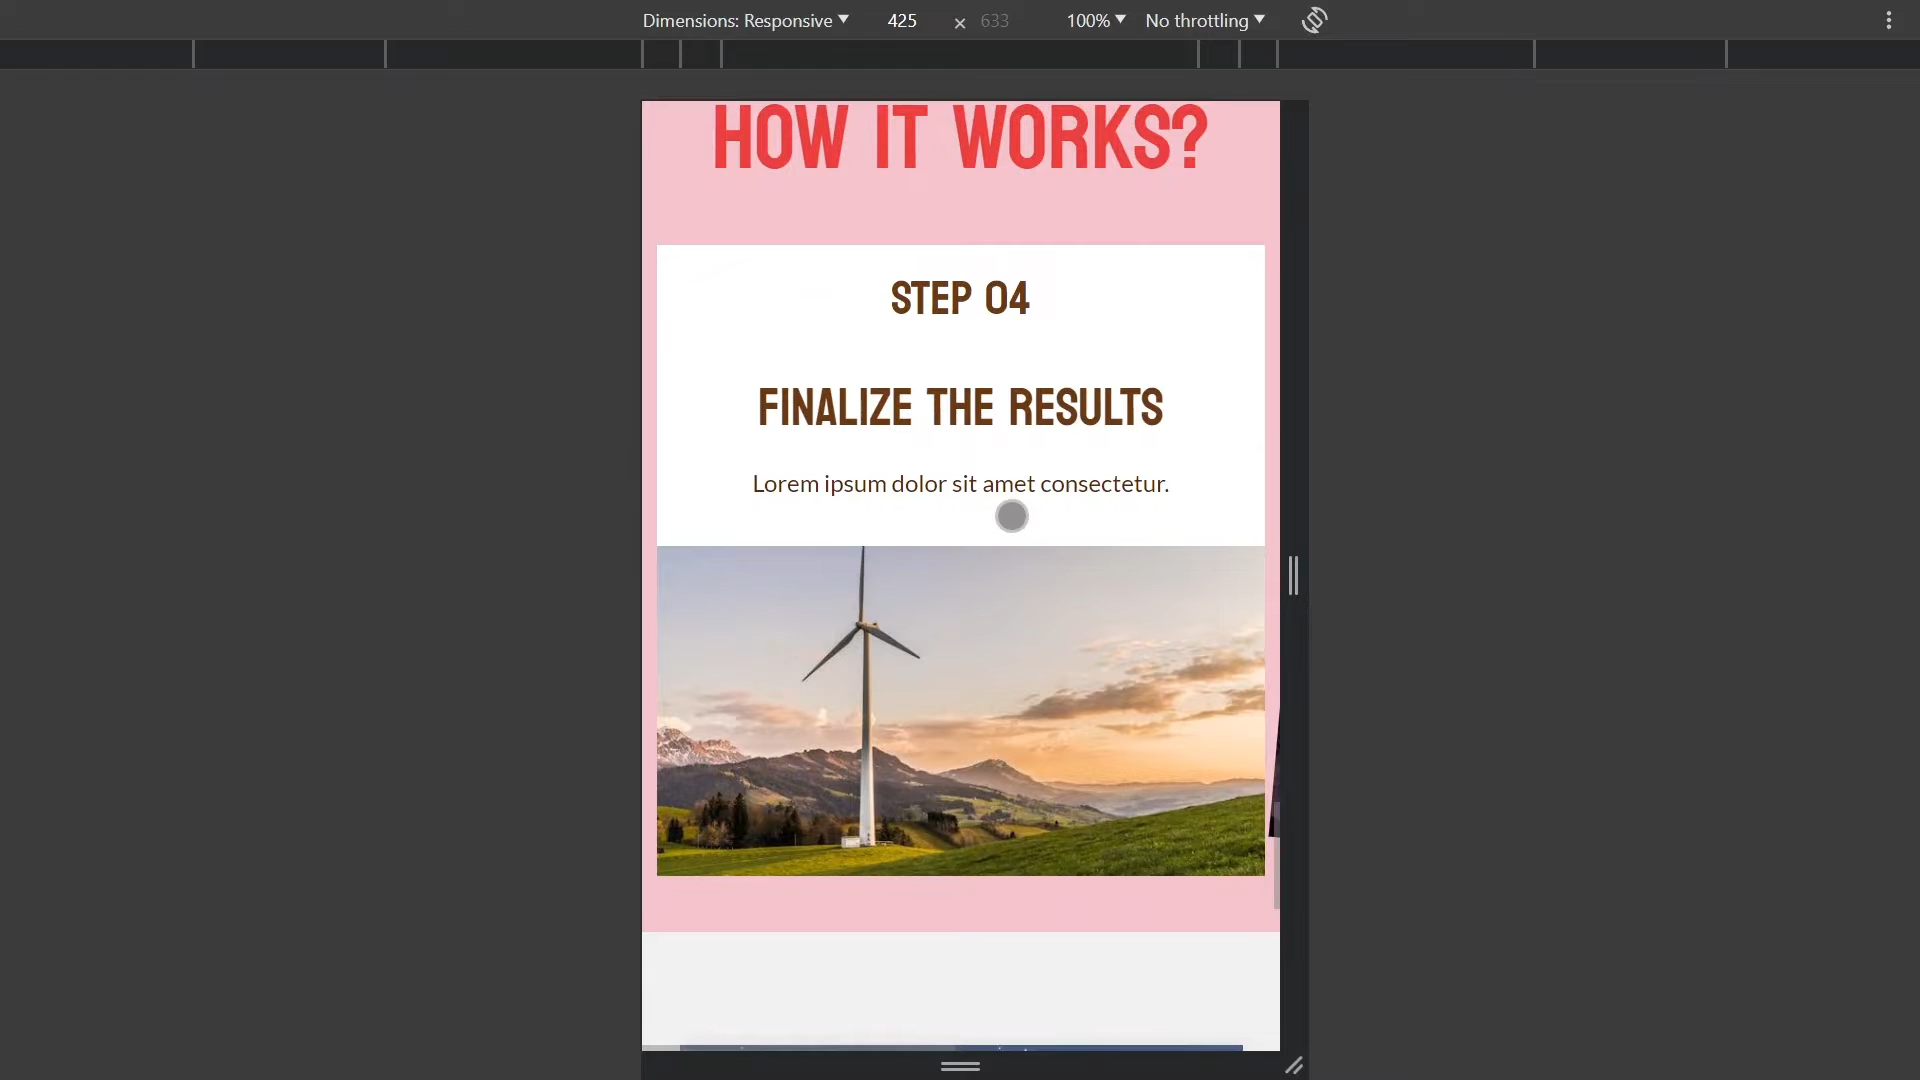 Dimensions: Responsive 425 × 633 100% No throttling
HOW IT WORKS?
STEP 04
FINALIZE THE RESULTS
Lorem ipsum dolor sit amet consectetur.